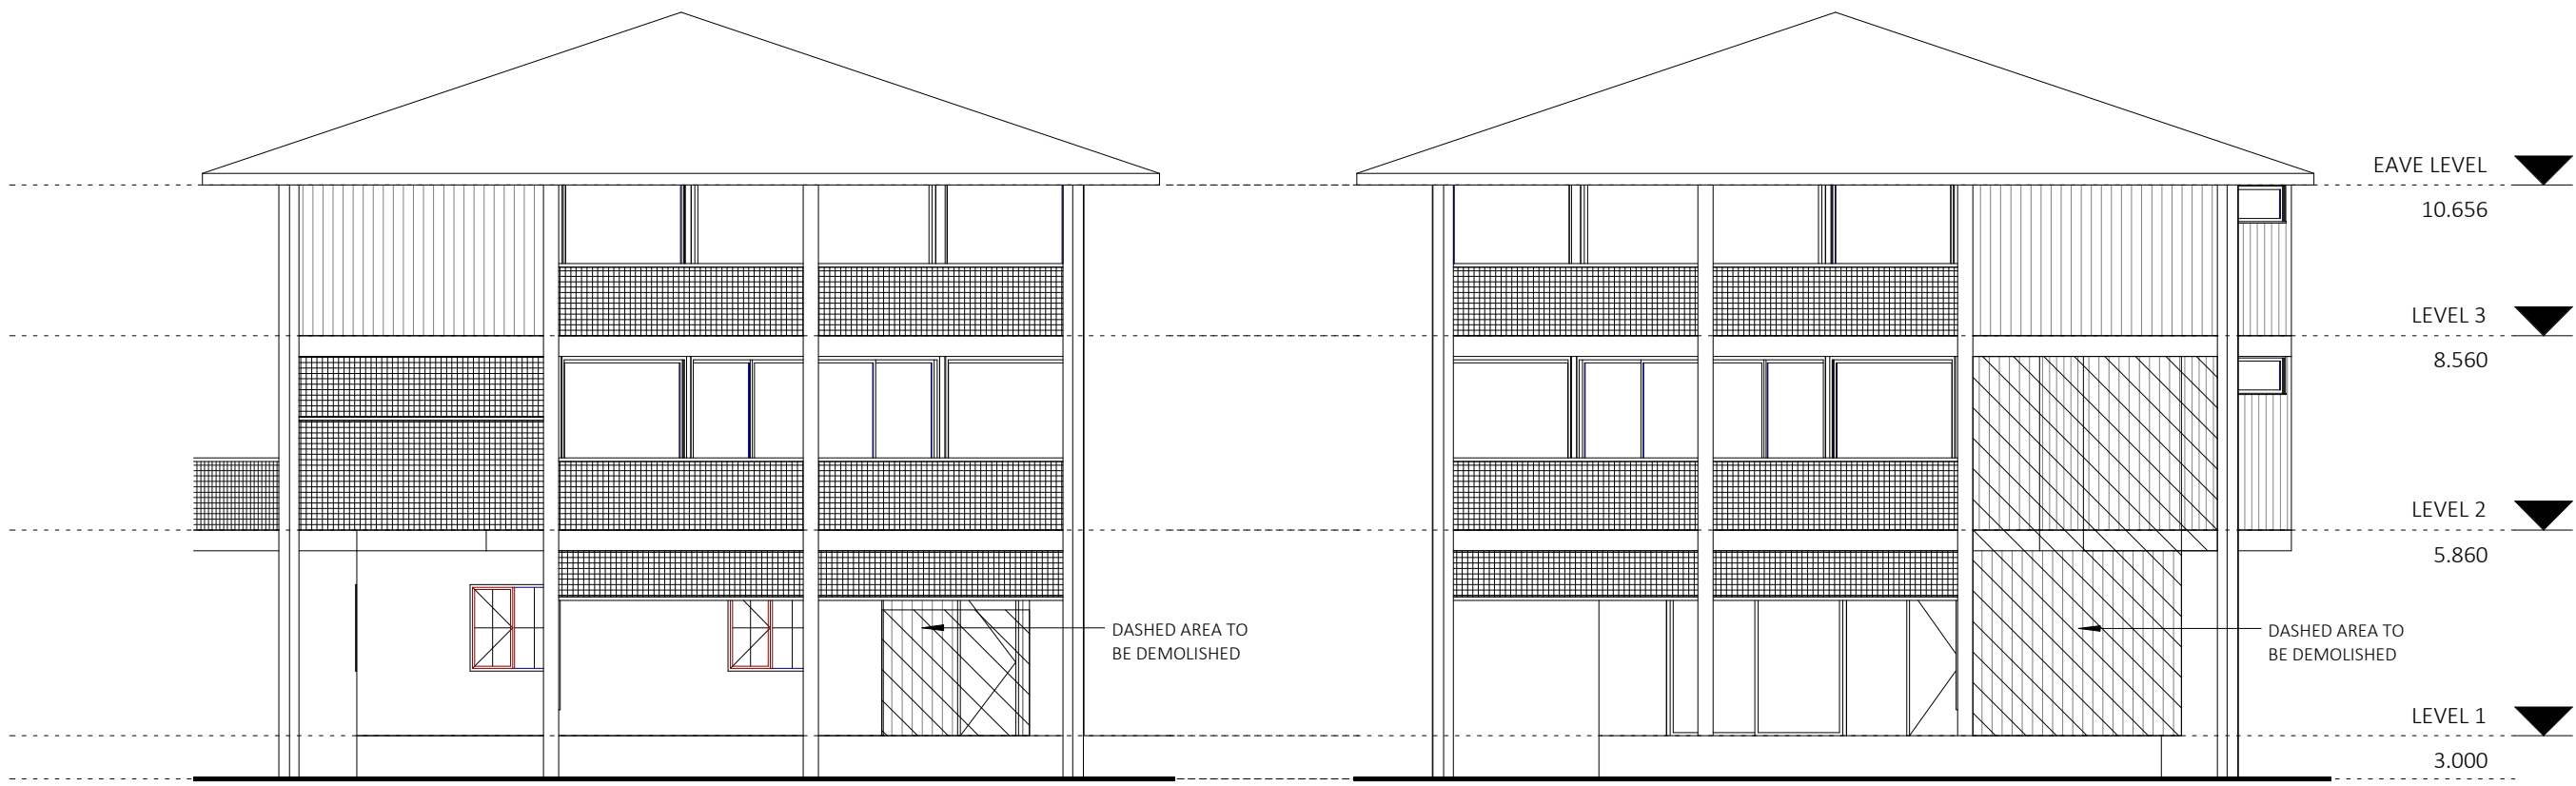 EAVE LEVEL
10.656
LEVEL 3
8.560
LEVEL 2
5.860
DASHED AREA TO
BE DEMOLISHED
DASHED AREA TO
BE DEMOLISHED
LEVEL 1
3.000